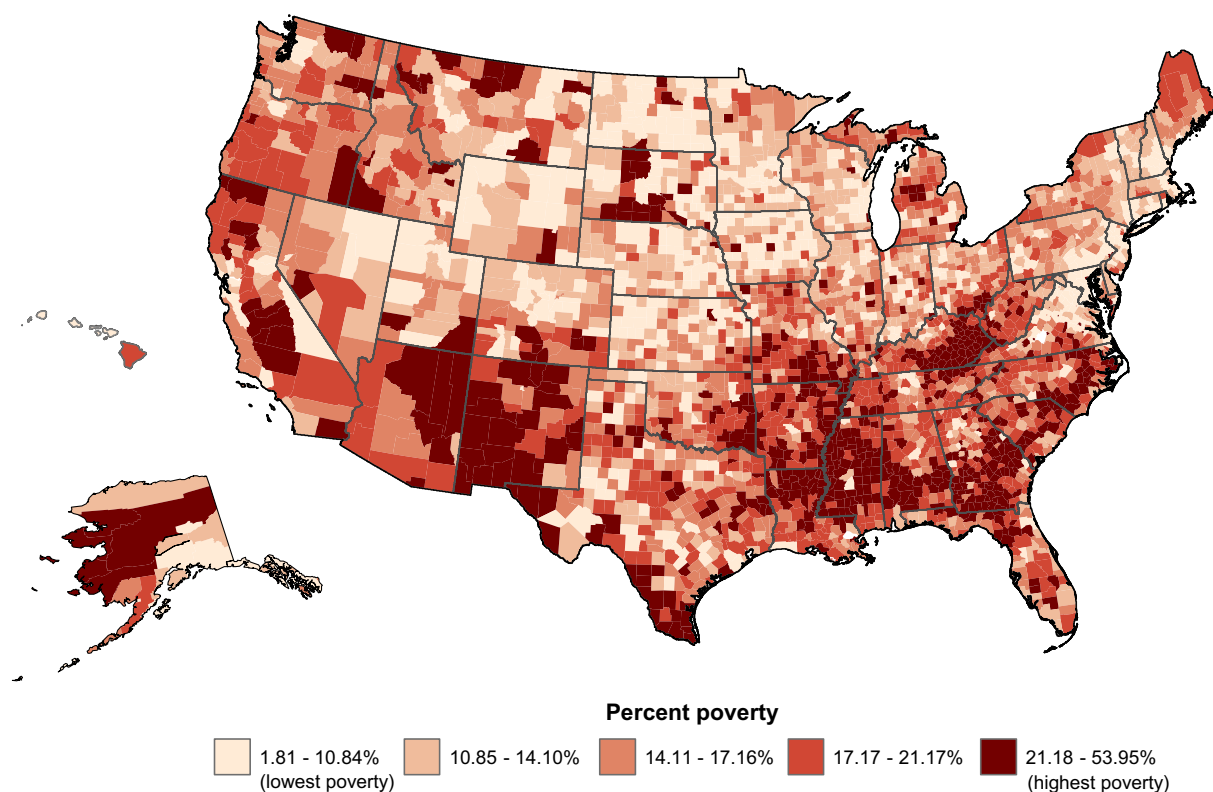 Percent poverty
1.81 - 10.84%
(lowest poverty)
10.85 - 14.10%
14.11 - 17.16%
17.17 - 21.17%
21.18 - 53.95%
(highest poverty)